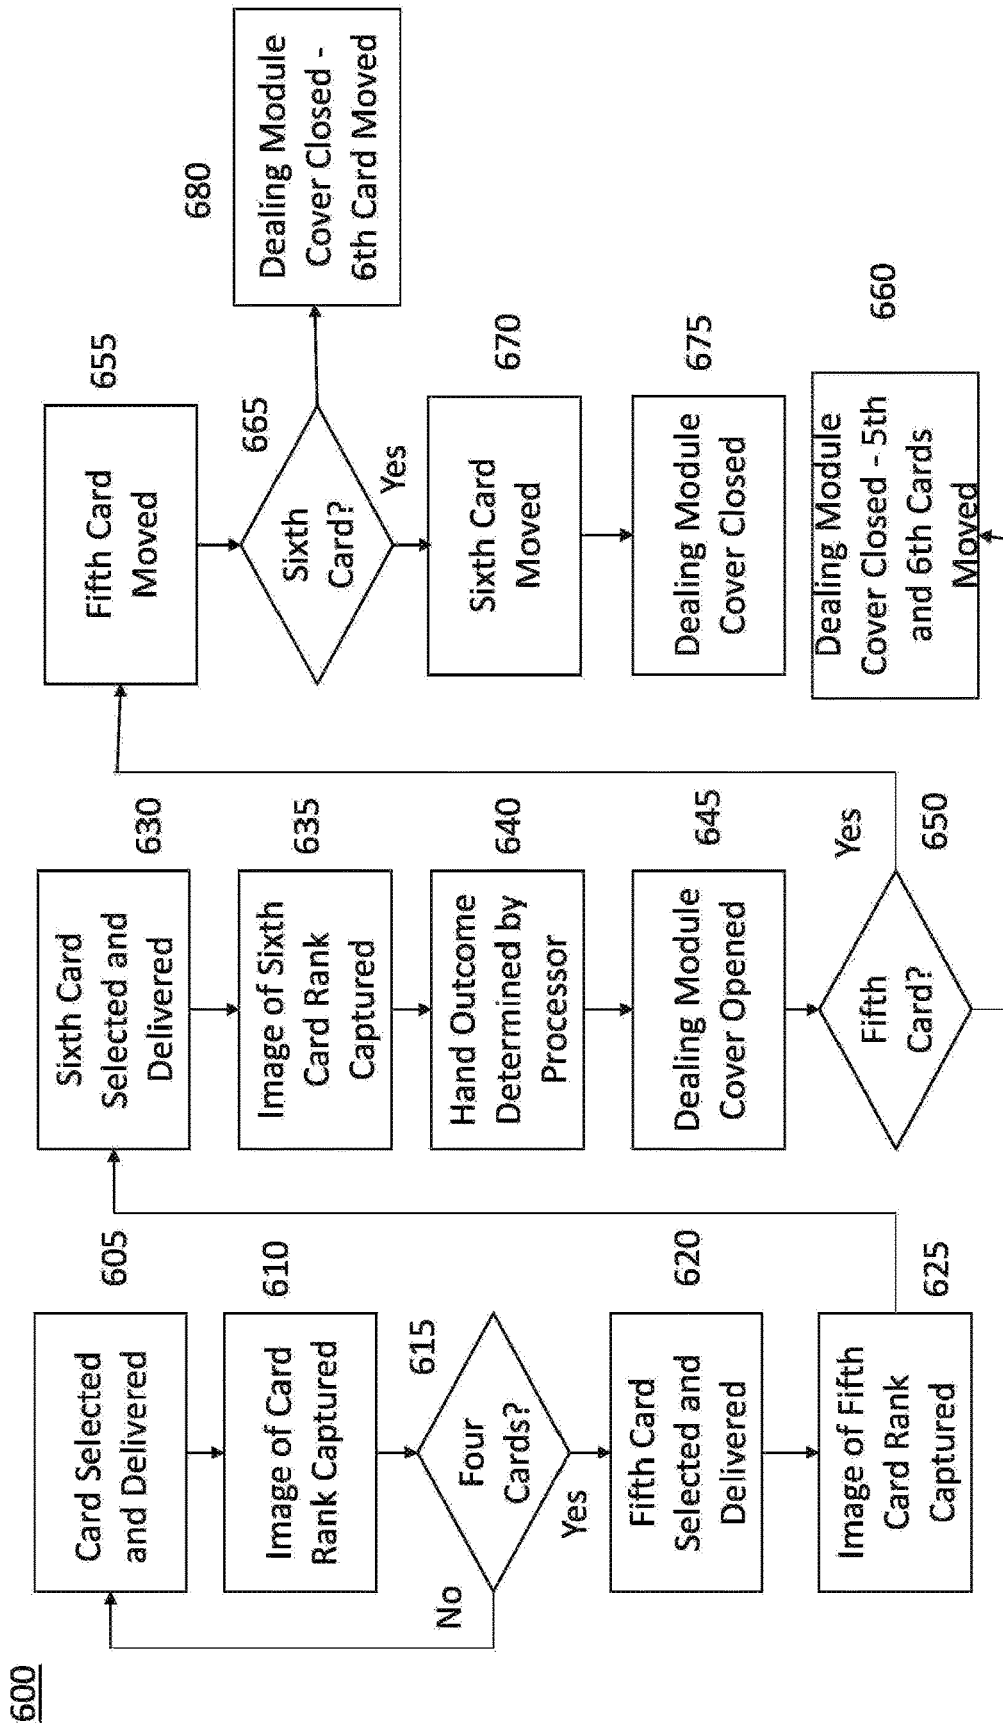 600
Card Selected
and Delivered
605
Image of Card
Rank Captured
610
Four
Cards?
615
No
Yes
Fifth Card
Selected and
Delivered
620
Image of Fifth
Card Rank
Captured
625
Sixth Card
Selected and
Delivered
630
Image of Sixth
Card Rank
Captured
635
Hand Outcome
Determined by
Processor
640
Dealing Module
Cover Opened
645
Fifth
Card?
650
Yes
Fifth Card
Moved
655
Sixth
Card?
665
Yes
Dealing Module
Cover Closed -
6th Card Moved
680
Sixth Card
Moved
670
Dealing Module
Cover Closed
675
Dealing Module
Cover Closed - 5th
and 6th Cards
Moved
660